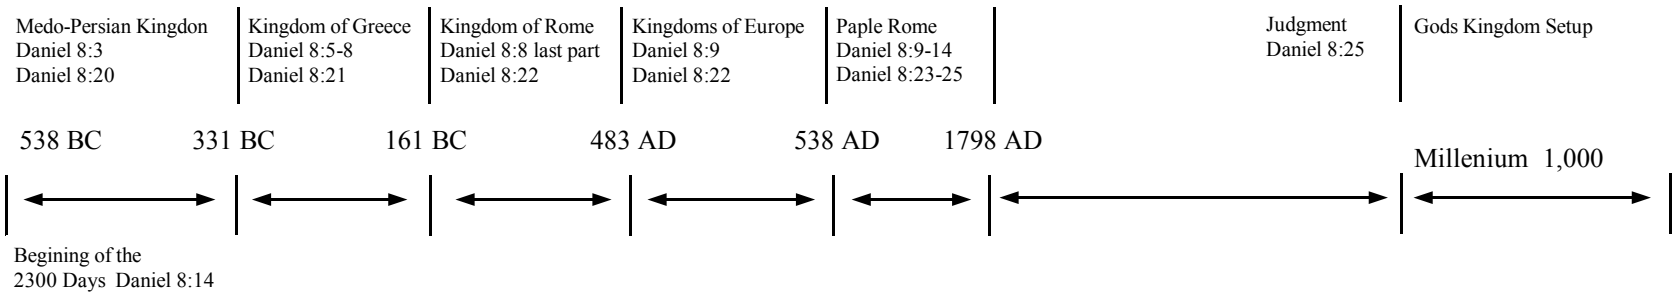 Medo-Persian Kingdon
Daniel 8:3
Daniel 8:20
Kingdom of Greece
Daniel 8:5-8
Daniel 8:21
Kingdom of Rome
Daniel 8:8 last part
Daniel 8:22
Kingdoms of Europe
Daniel 8:9
Daniel 8:22
Paple Rome
Daniel 8:9-14
Daniel 8:23-25
Judgment
Daniel 8:25
Gods Kingdom Setup
538 BC
331 BC
161 BC
483 AD
538 AD
1798 AD
Millenium 1,000
Begining of the
2300 Days Daniel 8:14